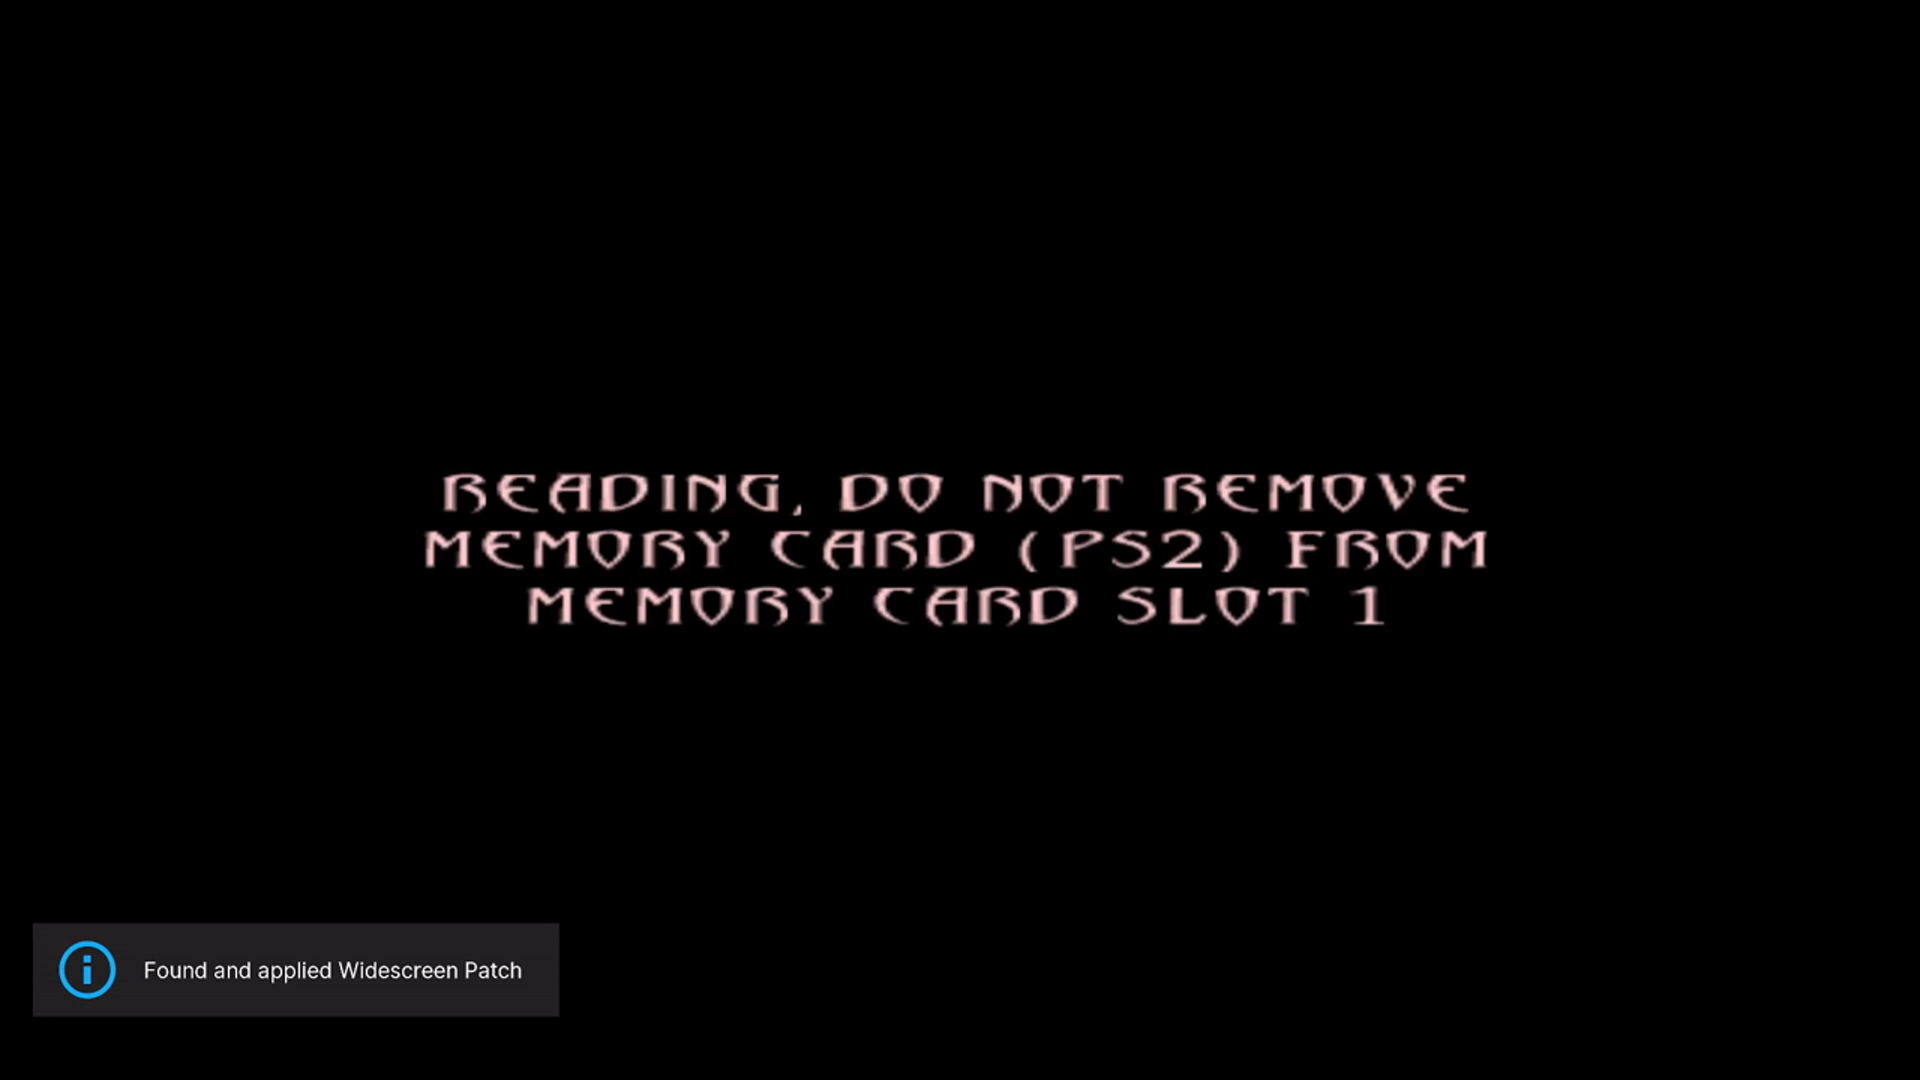 READING, DO NOT REMOVE
MEMORY CARD (PS2) FROM
MEMORY CARD SLOT 1
Found and applied Widescreen Patch